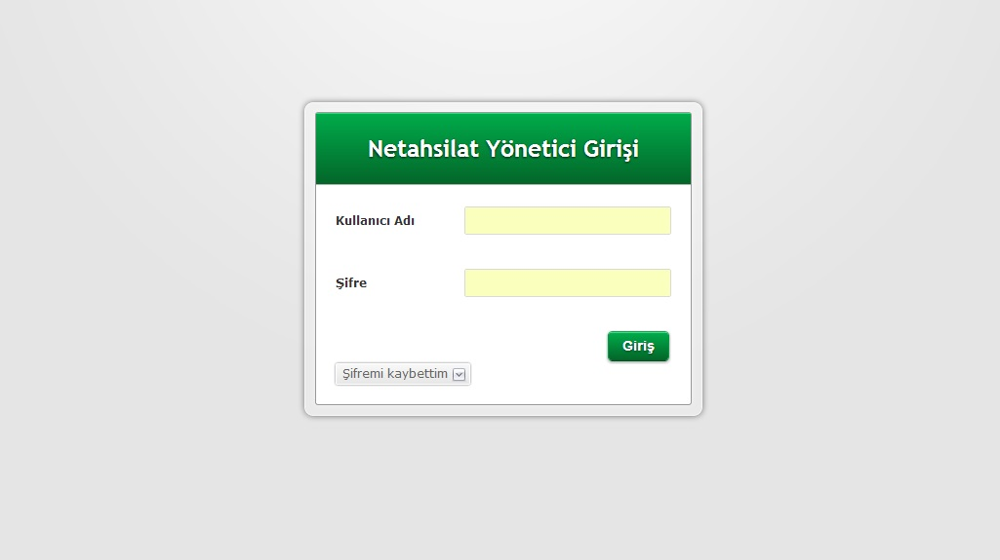 Netahsilat Yönetici Girişi
Kullanıcı Adı
Şifre
Giriş
Şifremi kaybettim